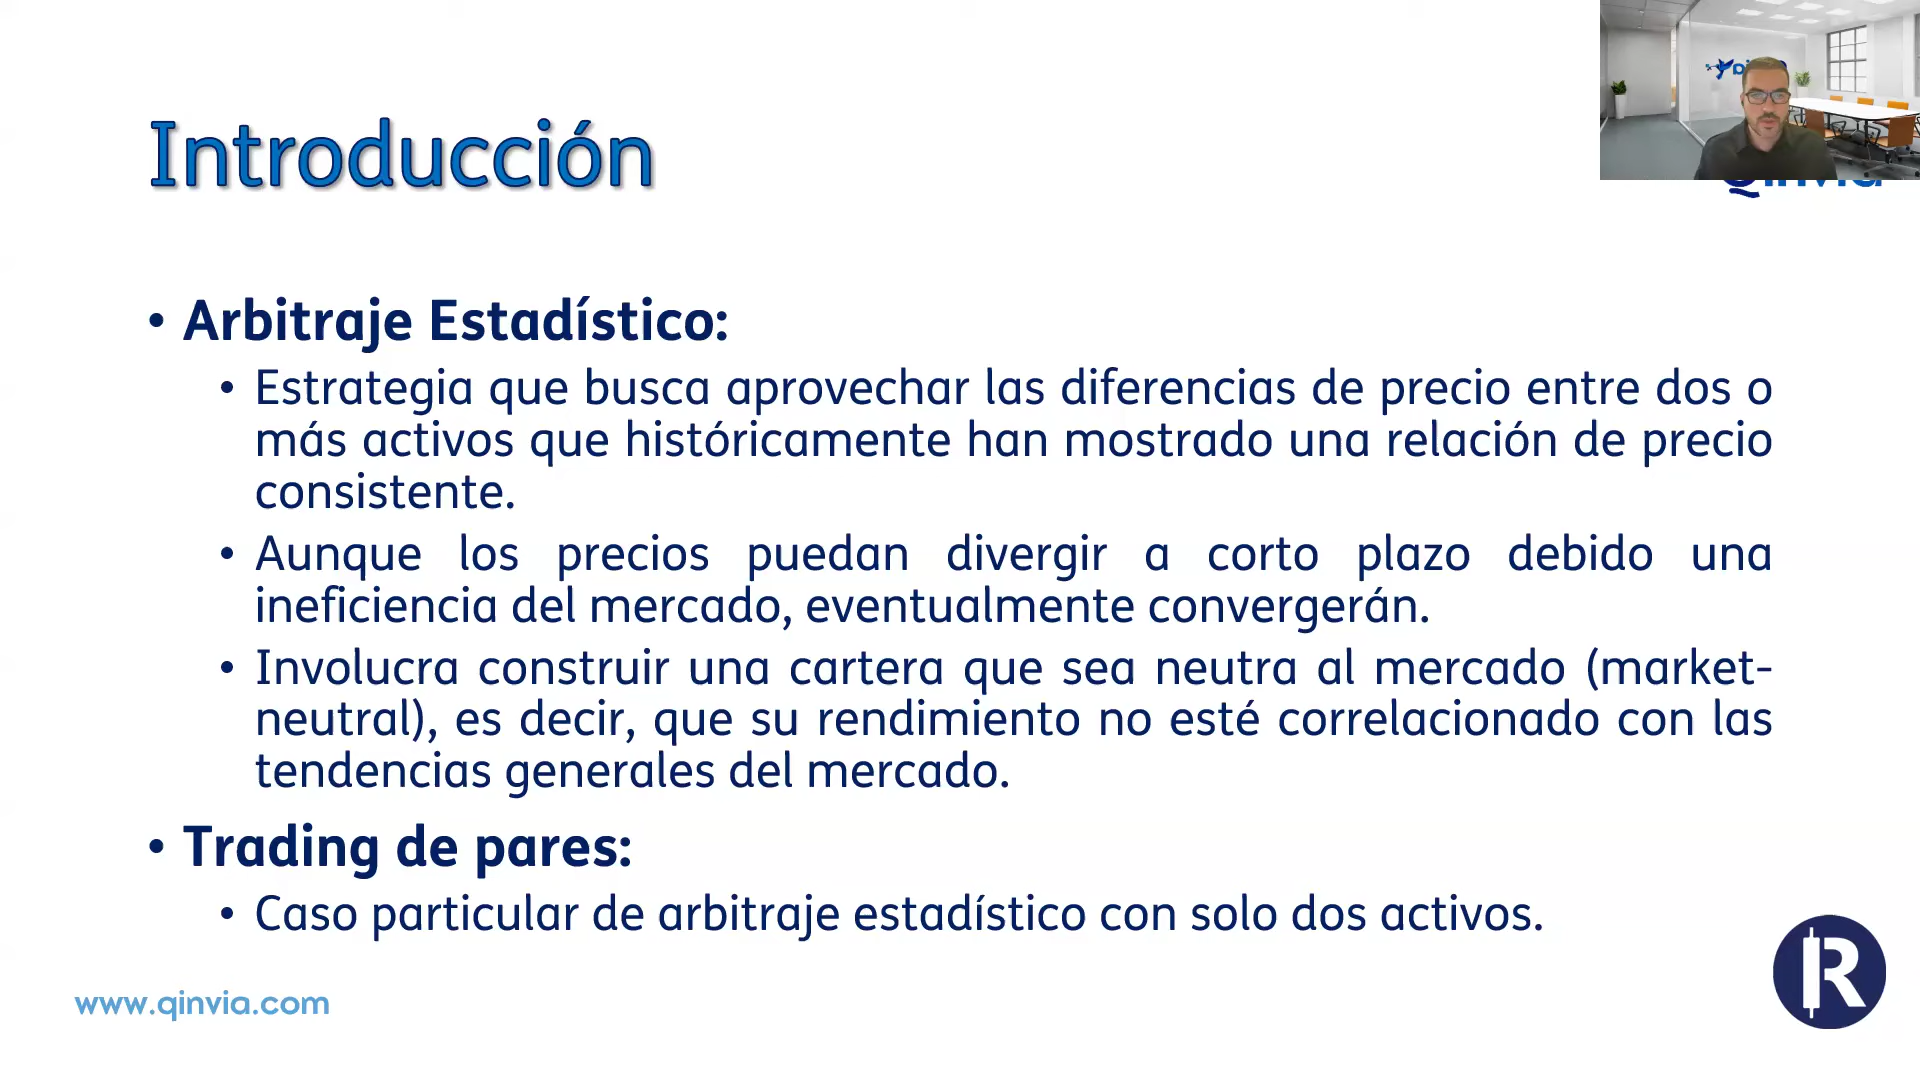 Introducción
Qinvia
• Arbitraje Estadístico:
• Estrategia que busca aprovechar las diferencias de precio entre dos o
más activos que históricamente han mostrado una relación de precio
consistente.
• Aunque los precios puedan divergir a corto plazo debido una
ineficiencia del mercado, eventualmente convergerán.
• Involucra construir una cartera que sea neutra al mercado (market-
neutral), es decir, que su rendimiento no esté correlacionado con las
tendencias generales del mercado.
• Trading de pares:
• Caso particular de arbitraje estadístico con solo dos activos.
www.qinvia.com
R